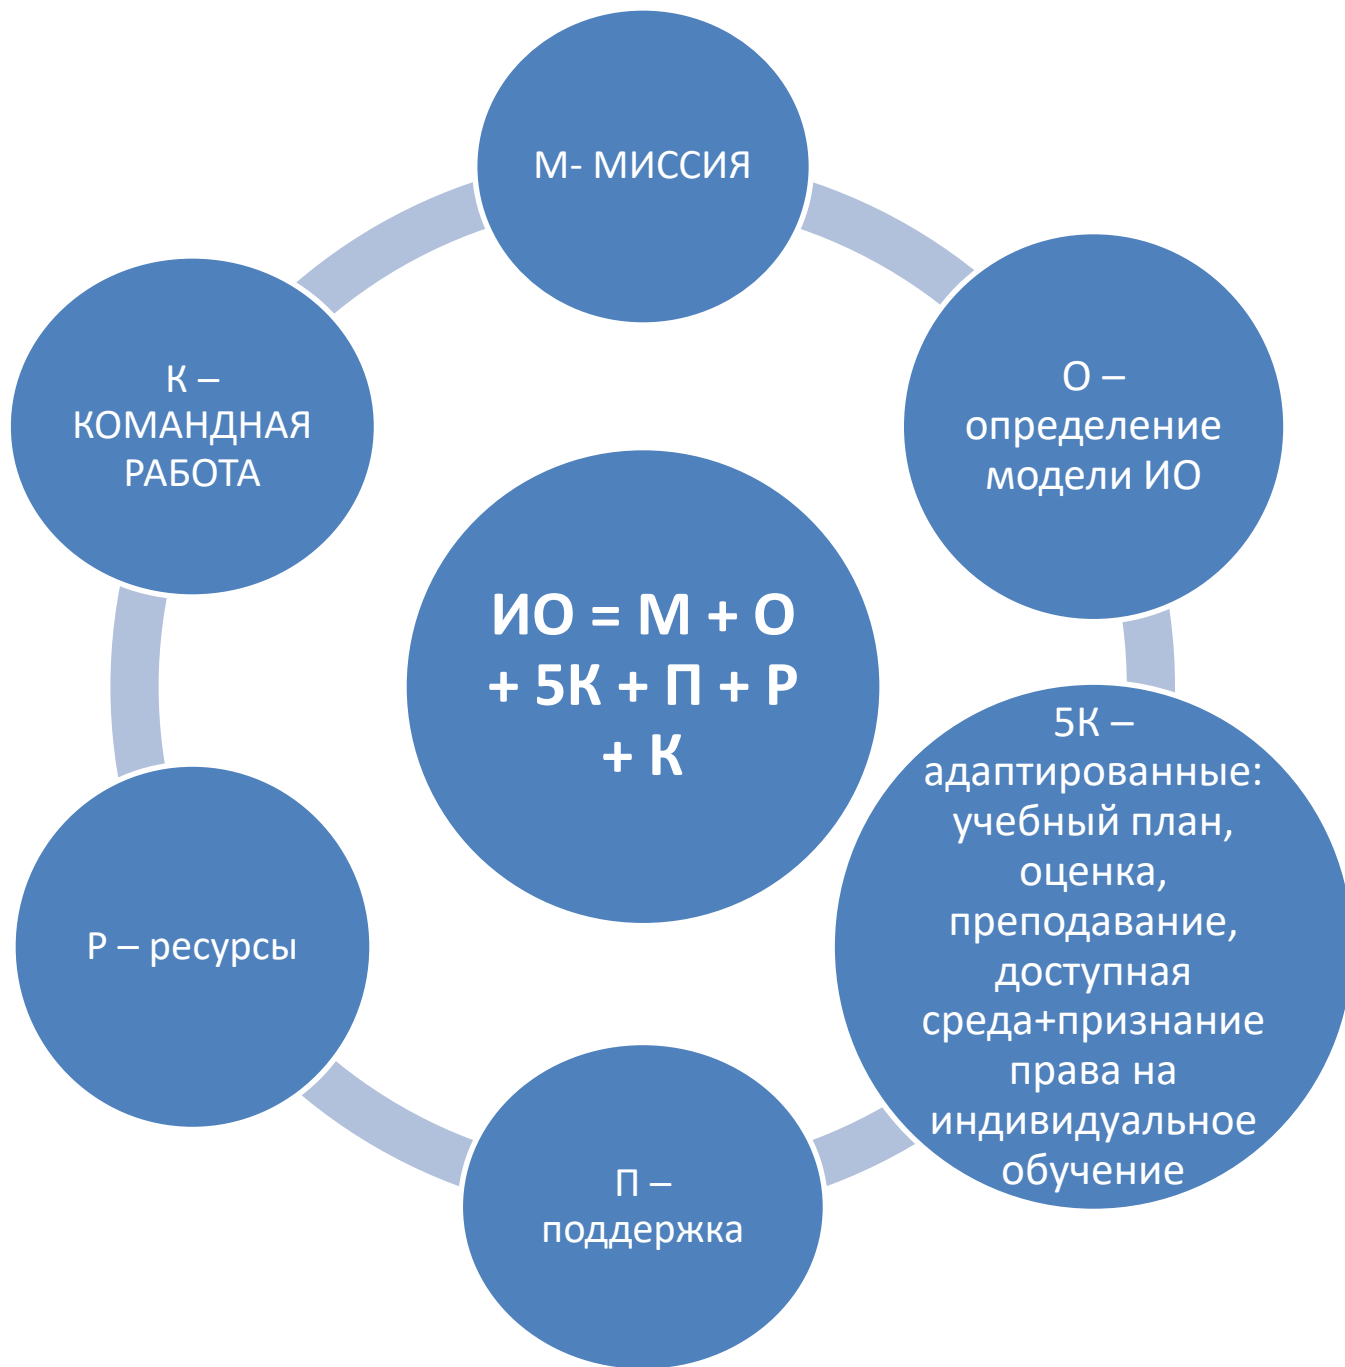 М- МИССИЯ
О –
определение
модели ИО
5К –
адаптированные:
учебный план,
оценка,
преподавание,
доступная
среда+признание
права на
индивидуальное
обучение
П –
поддержка
Р – ресурсы
К –
КОМАНДНАЯ
РАБОТА
ИО = М + О
+ 5К + П + Р
+ К